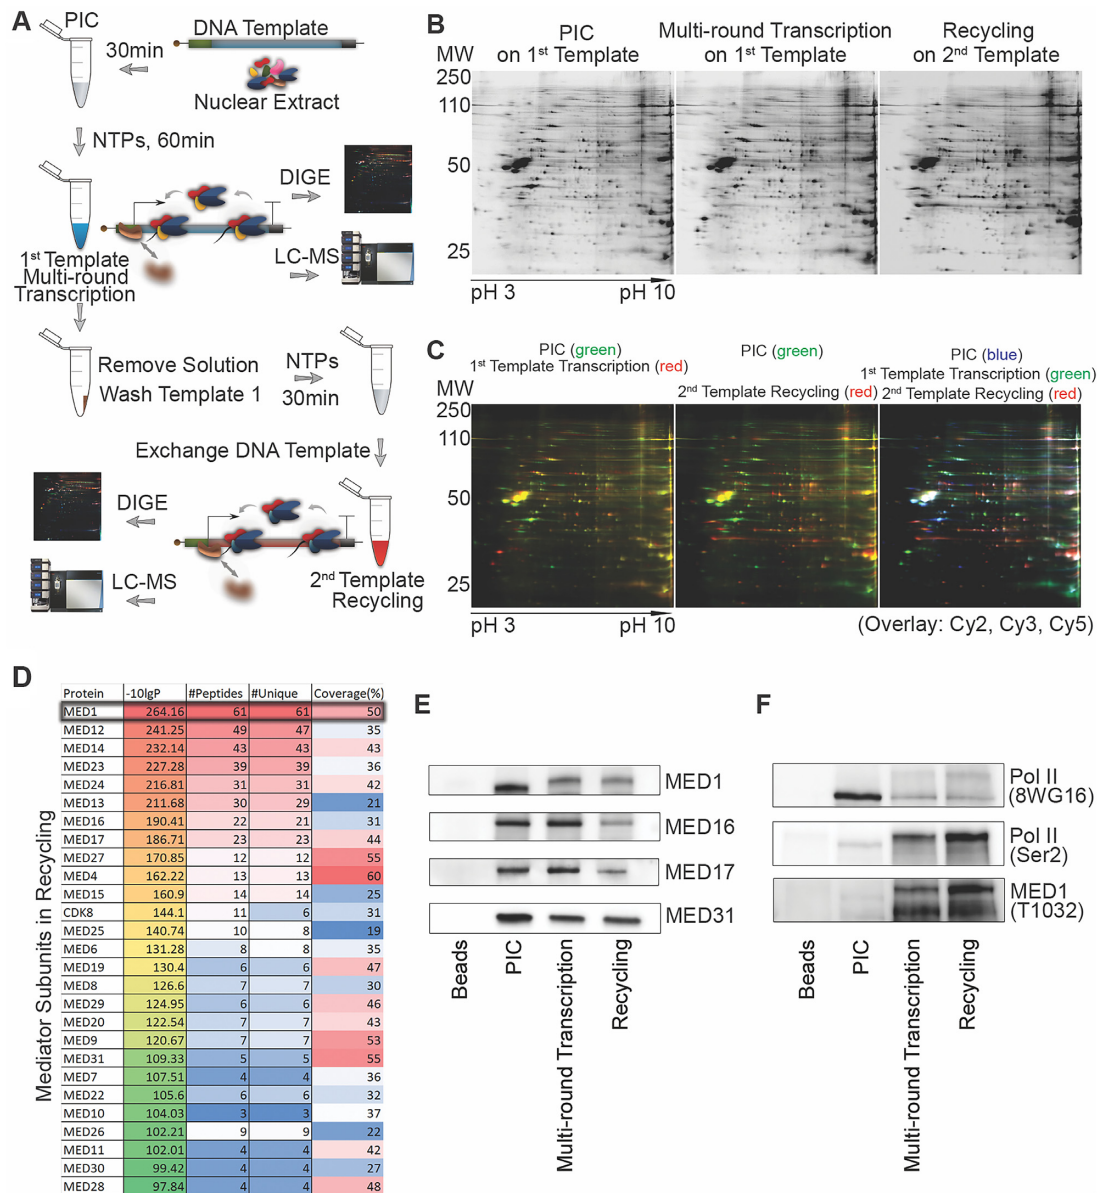 A
PIC
30min
DNA Template
Nuclear Extract
NTPs, 60min
DIGE
LC-MS
1st Template
Multi-round
Transcription
Remove Solution
Wash Template 1
NTPs
30min
Exchange DNA Template
DIGE
LC-MS
2nd Template
Recycling
B
PIC
on 1st Template
Multi-round Transcription
on 1st Template
Recycling
on 2nd Template
MW
250
110
50
25
pH 3
pH 10
C
PIC (green)
1st Template Transcription (red)
PIC (green)
2nd Template Recycling (red)
PIC (blue)
1st Template Transcription (green)
2nd Template Recycling (red)
MW
250
110
50
25
pH 3
pH 10
(Overlay: Cy2, Cy3, Cy5)
D
Mediator Subunits in Recycling
Protein -10lgP #Peptides #Unique Coverage(%)
MED1 264.16 61 61 50
MED12 241.25 49 47 35
MED14 232.14 43 43 43
MED23 227.28 39 39 36
MED24 216.81 31 31 42
MED13 211.68 30 29 21
MED16 190.41 22 21 31
MED17 186.71 23 23 44
MED27 170.85 12 12 55
MED4 162.22 13 13 60
MED15 160.9 14 14 25
CDK8 144.1 11 6 31
MED25 140.74 10 8 19
MED6 131.28 8 8 35
MED19 130.4 6 6 47
MED8 126.6 7 7 30
MED29 124.95 6 6 46
MED20 122.54 7 7 43
MED9 120.67 7 7 53
MED31 109.33 5 5 55
MED7 107.51 4 4 36
MED22 105.6 6 6 32
MED10 104.03 3 3 37
MED26 102.21 9 9 22
MED11 102.01 4 4 42
MED30 99.42 4 4 27
MED28 97.84 4 4 48
E
MED1
MED16
MED17
MED31
Beads
PIC
Multi-round Transcription
Recycling
F
Pol II
(8WG16)
Pol II
(Ser2)
MED1
(T1032)
Beads
PIC
Multi-round Transcription
Recycling